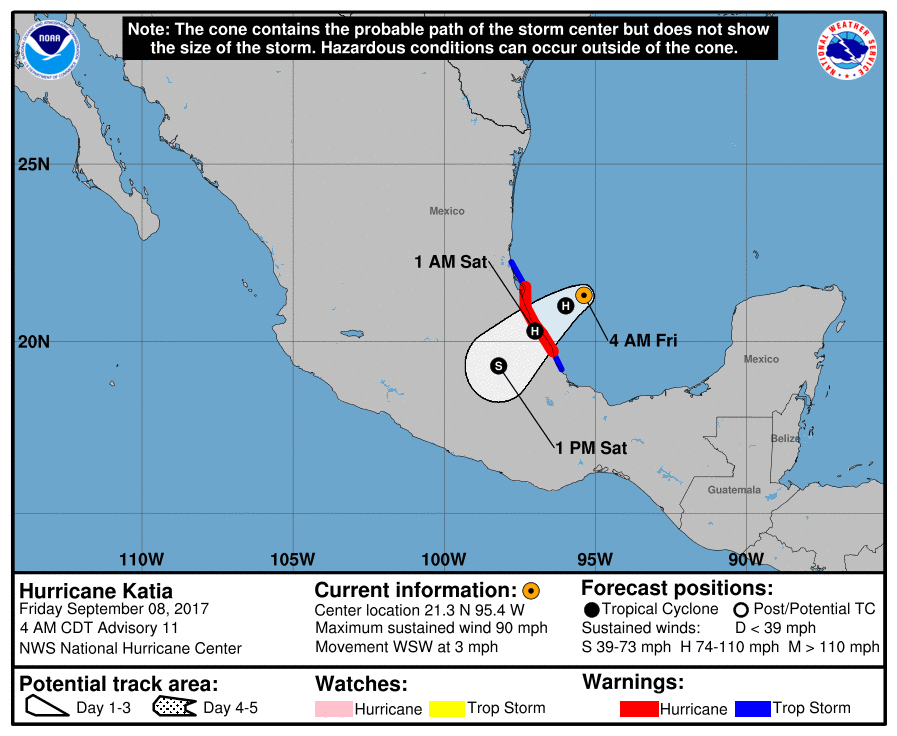 Note: The cone contains the probable path of the storm center but does not show
the size of the storm. Hazardous conditions can occur outside of the cone.
NOAA
NATIONAL WEATHER SERVICE
25N
Mexico
1 AM Sat
H
H
4 AM Fri
20N
S
Mexico
1 PM Sat
Belize
Guatemala
110W 105W 100W 95W 90W
Hurricane Katia
Friday September 08, 2017
4 AM CDT Advisory 11
NWS National Hurricane Center
Current information:
Center location 21.3 N 95.4 W
Maximum sustained wind 90 mph
Movement WSW at 3 mph
Forecast positions:
Tropical Cyclone Post/Potential TC
Sustained winds: D < 39 mph
S 39-73 mph H 74-110 mph M > 110 mph
Potential track area:
Day 1-3 Day 4-5
Watches:
Hurricane Trop Storm
Warnings:
Hurricane Trop Storm